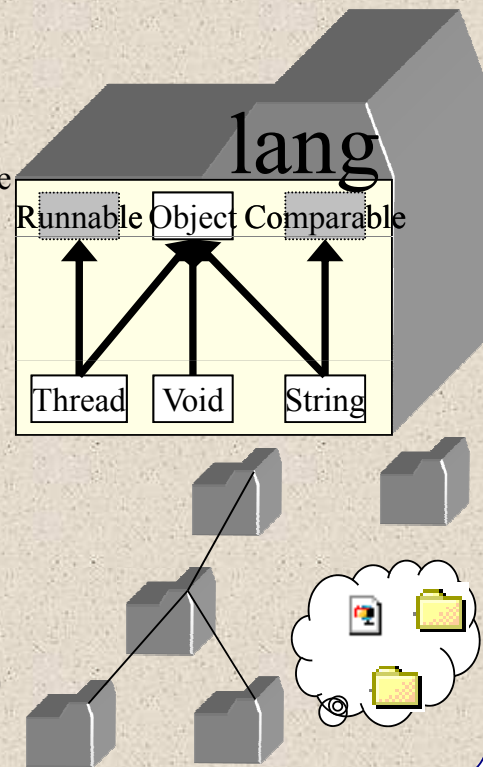 lang
e
Runnable Object Comparable
Thread Void String